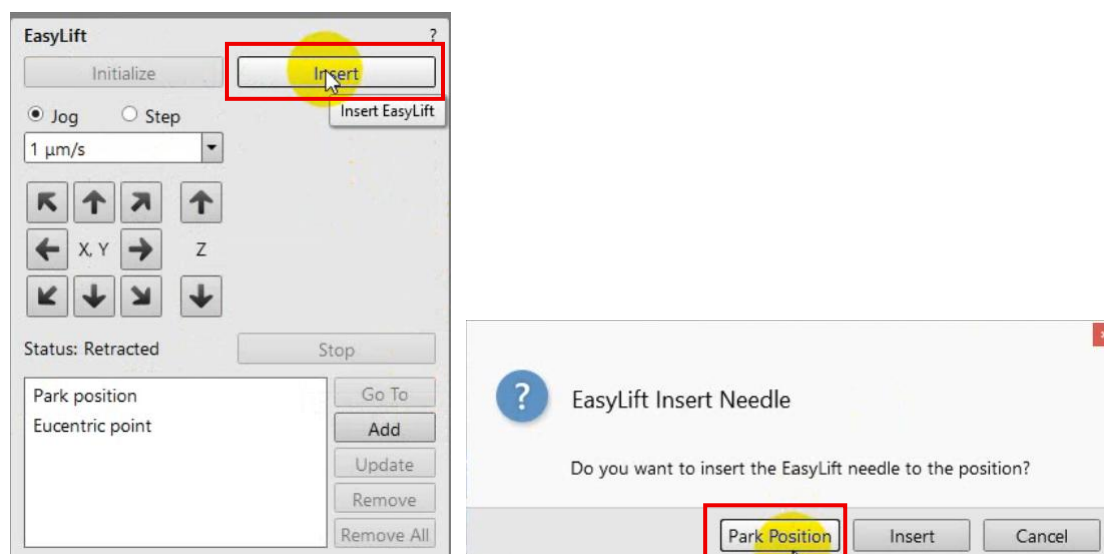 EasyLift ?
Initialize Insert
Insert EasyLift
Jog Step
1 µm/s
X, Y Z
Status: Retracted Stop
Park position
Eucentric point
Go To
Add
Update
Remove
Remove All
?
EasyLift Insert Needle
Do you want to insert the EasyLift needle to the position?
Park Position Insert Cancel